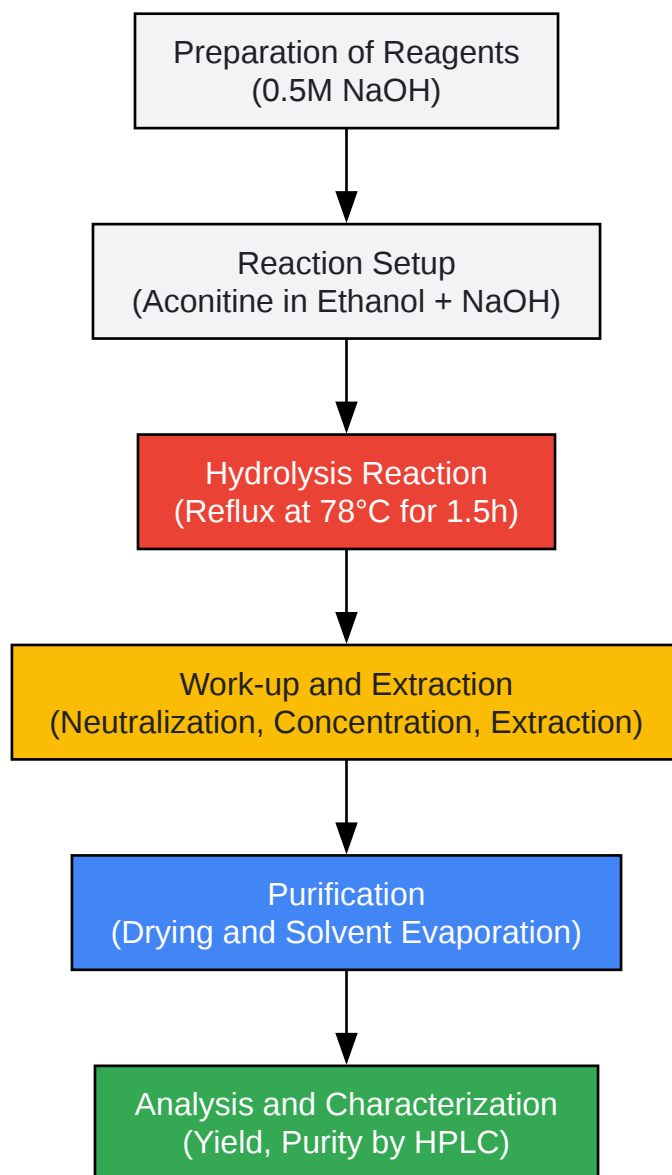 Preparation of Reagents
(0.5M NaOH)
Reaction Setup
(Aconitine in Ethanol + NaOH)
Hydrolysis Reaction
(Reflux at 78°C for 1.5h)
Work-up and Extraction
(Neutralization, Concentration, Extraction)
Purification
(Drying and Solvent Evaporation)
Analysis and Characterization
(Yield, Purity by HPLC)